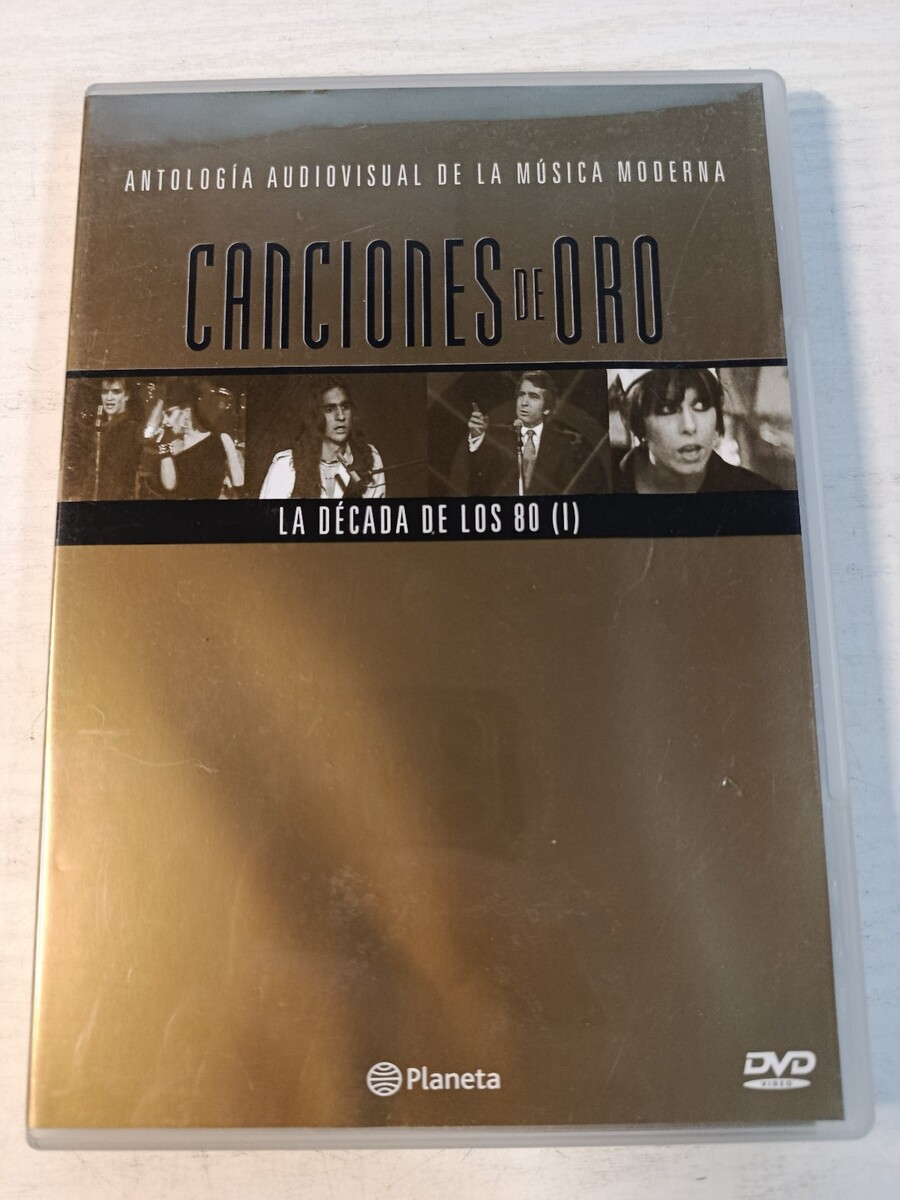 ANTOLOGÍA AUDIOVISUAL DE LA MÚSICA MODERNA
CANCIONES DE ORO
LA DÉCADA DE LOS 80 (I)
Planeta
DVD
VIDEO